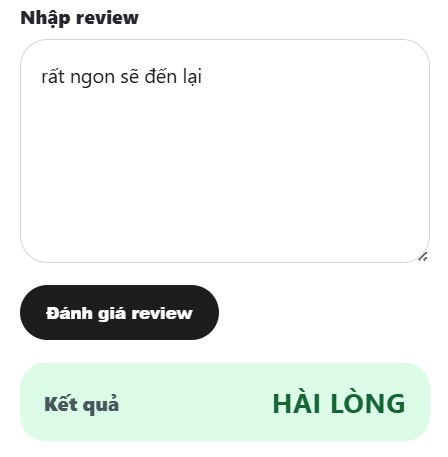 Nhập review
rất ngon sẽ đến lại
Đánh giá review
Kết quả
HÀI LÒNG